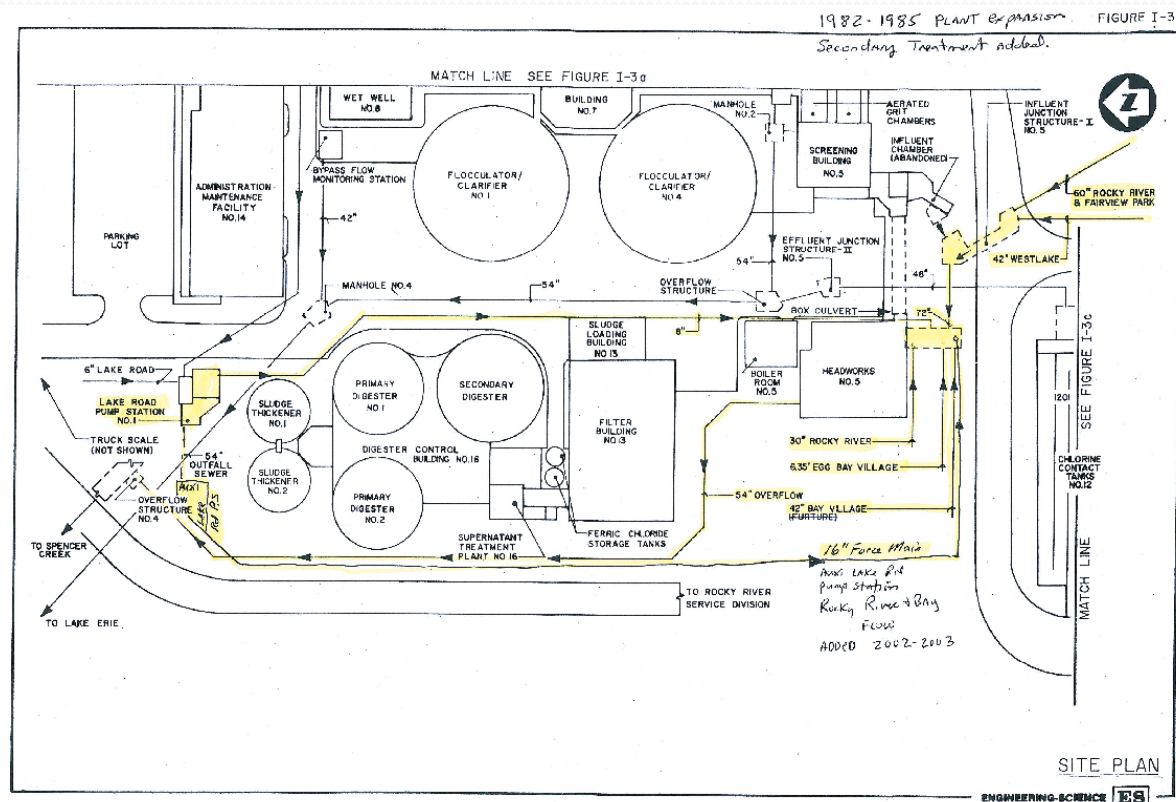 1982-1985 PLANT expansion
FIGURE I-3
Secondary Treatment Added.
MATCH LINE SEE FIGURE I-3a
WET WELL
NO.8
BUILDING
NO.7
MANHOLE
NO.2
AERATED
GRIT
CHAMBERS
INFLUENT
JUNCTION
STRUCTURE-I
NO.5
Z
INFLUENT
CHAMBER
(ABANDONED)
SCREENING
BUILDING
NO.5
BYPASS FLOW
MONITORING STATION
ADMINISTRATION-
MAINTENANCE
FACILITY
NO.14
FLOCCULATOR/
CLARIFIER
NO.1
FLOCCULATOR/
CLARIFIER
NO.4
60" ROCKY RIVER
& FAIRVIEW PARK
PARKING
LOT
42"
EFFLUENT JUNCTION
STRUCTURE-II
NO.5
42" WESTLAKE
54"
48"
MANHOLE NO.4
54"
OVERFLOW
STRUCTURE
BOX CULVERT
72"
8"
SLUDGE
LOADING
BUILDING
NO 13
6" LAKE ROAD
BOILER
ROOM
NO.5
HEADWORKS
NO.5
PRIMARY
DIGESTER
NO.1
SECONDARY
DIGESTER
LAKE ROAD
PUMP STATION
NO.1
SLUDGE
THICKENER
NO.1
FILTER
BUILDING
NO.13
120'
SEE FIGURE I-3c
TRUCK SCALE
(NOT SHOWN)
30" ROCKY RIVER
DIGESTER CONTROL
BUILDING NO.16
54"
OUTFALL
SEWER
SLUDGE
THICKENER
NO.2
6.35' EGG BAY VILLAGE
CHLORINE
CONTACT
TANKS
NO.12
Auxi
Lake
Rd P.S
PRIMARY
DIGESTER
NO.2
54" OVERFLOW
OVERFLOW
STRUCTURE
NO.4
42" BAY VILLAGE
(FURTURE)
SUPERNATANT
TREATMENT
PLANT NO 16
FERRIC CHLORIDE
STORAGE TANKS
TO SPENCER
CREEK
16" Force Main
Auxi Lake Rd
pump station
Rocky River & Bay
Flow
ADDED 2002-2003
TO ROCKY RIVER
SERVICE DIVISION
MATCH LINE
TO LAKE ERIE
SITE PLAN
ENGINEERING-SCIENCE ES